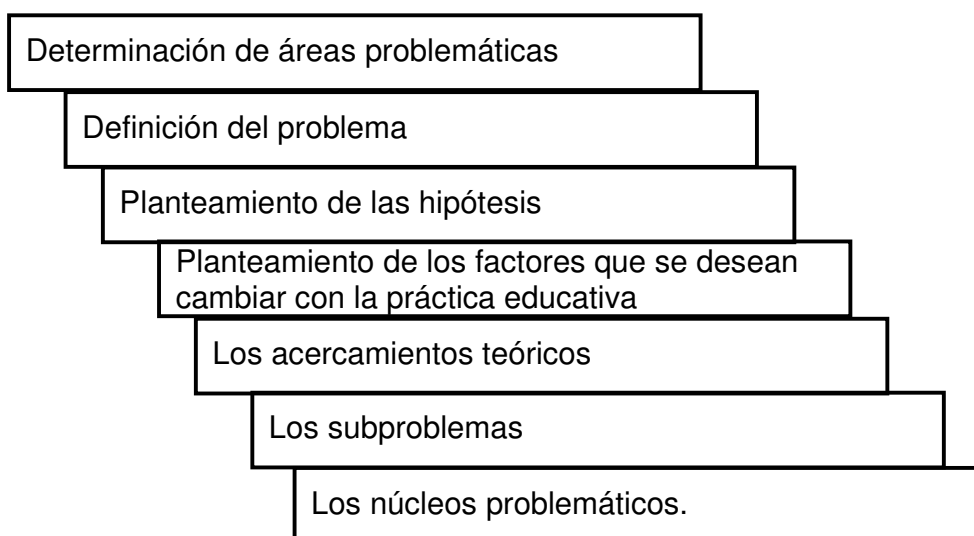 Determinación de áreas problemáticas
Definición del problema
Planteamiento de las hipótesis
Planteamiento de los factores que se desean
cambiar con la práctica educativa
Los acercamientos teóricos
Los subproblemas
Los núcleos problemáticos.